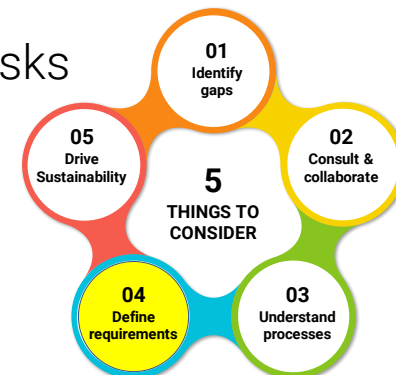 sks
01
Identify
gaps
02
Consult &
collaborate
03
Understand
processes
04
Define
requirements
05
Drive
Sustainability
5
THINGS TO
CONSIDER